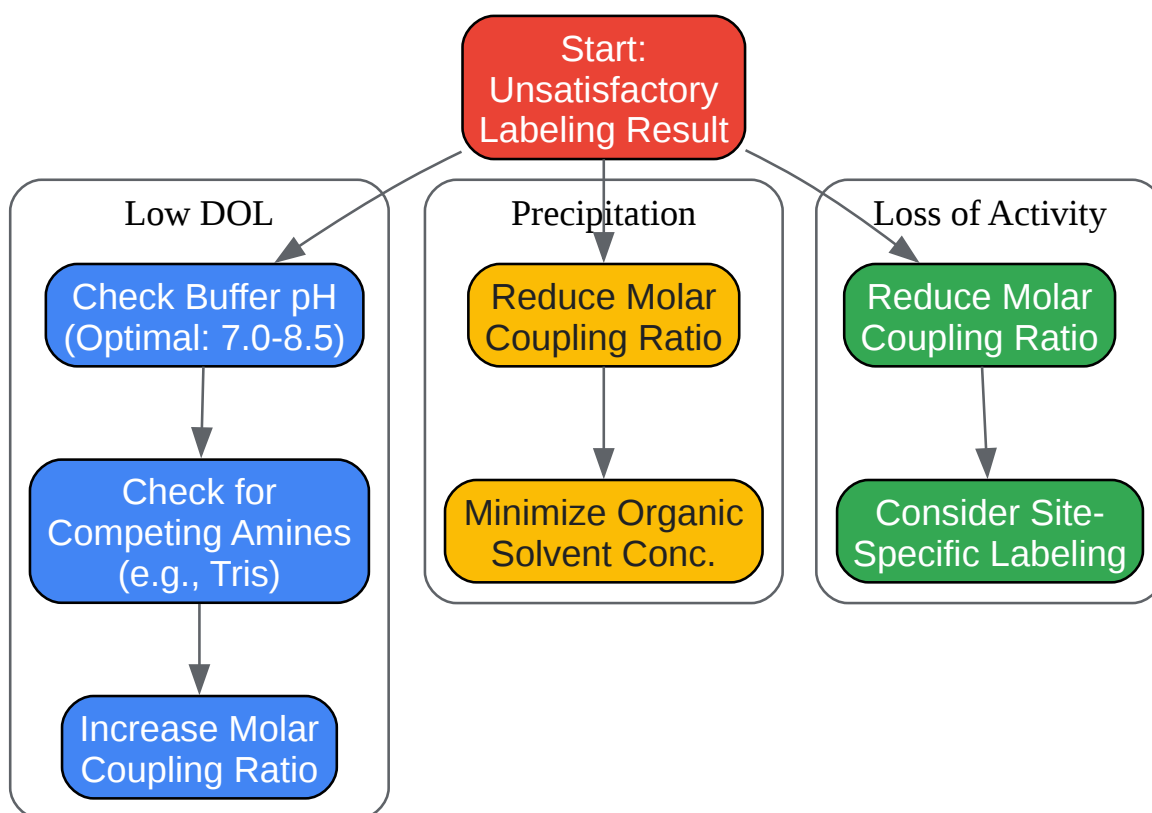 Start:
Unsatisfactory
Labeling Result
Low DOL
Check Buffer pH
(Optimal: 7.0-8.5)
Check for
Competing Amines
(e.g., Tris)
Increase Molar
Coupling Ratio
Precipitation
Reduce Molar
Coupling Ratio
Minimize Organic
Solvent Conc.
Loss of Activity
Reduce Molar
Coupling Ratio
Consider Site-
Specific Labeling